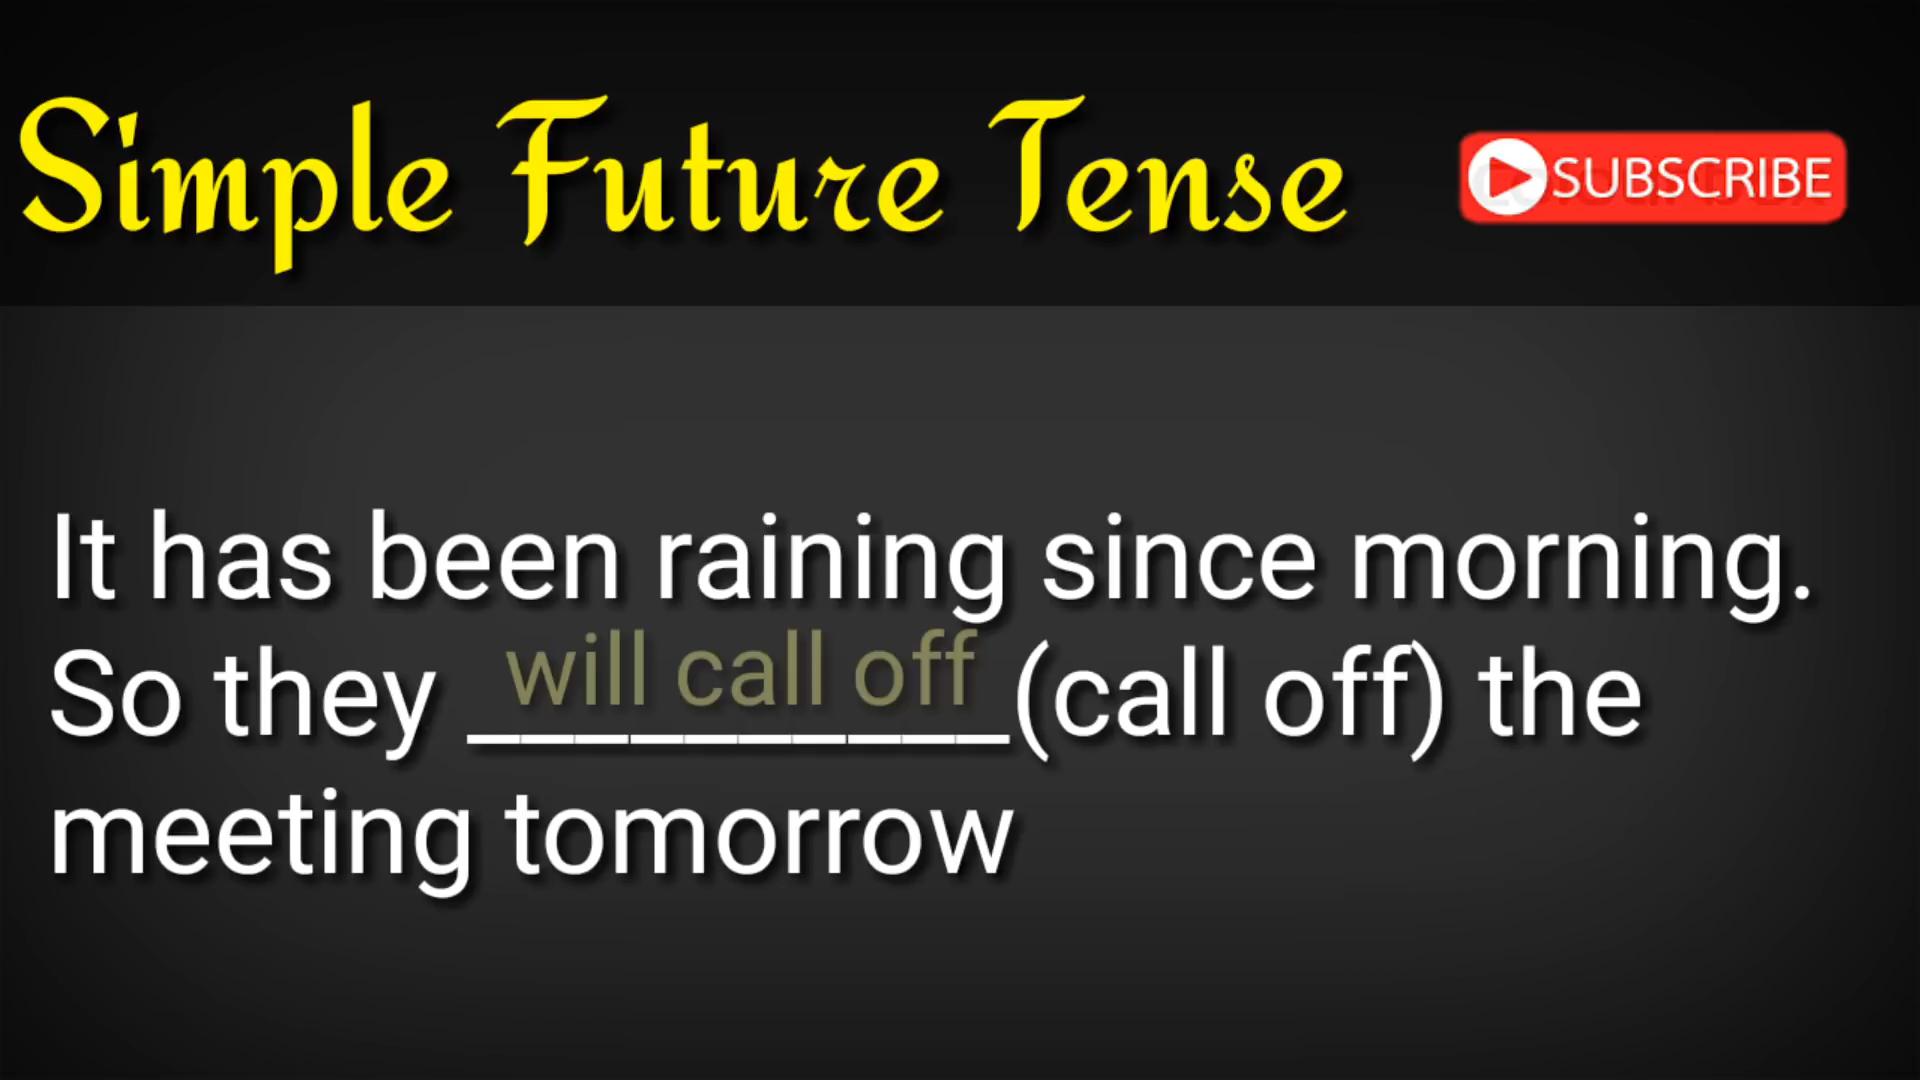 Simple Future Tense
SUBSCRIBE
It has been raining since morning.
So they will call off __________(call off) the
meeting tomorrow